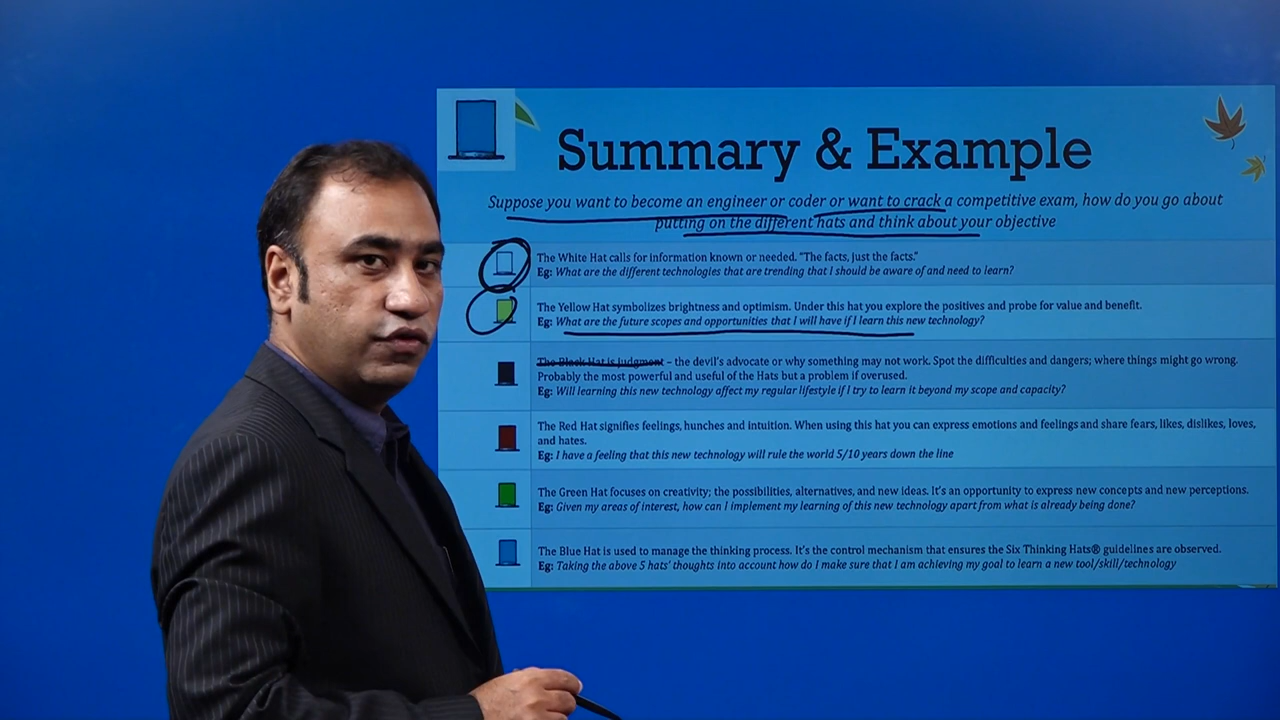 Summary & Example
Suppose you want to become an engineer or coder or want to crack a competitive exam, how do you go about
putting on the different hats and think about your objective
The White Hat calls for information known or needed. "The facts, just the facts."
Eg: What are the different technologies that are trending that I should be aware of and need to learn?
The Yellow Hat symbolizes brightness and optimism. Under this hat you explore the positives and probe for value and benefit.
Eg: What are the future scopes and opportunities that I will have if I learn this new technology?
The Black Hat is judgment – the devil's advocate or why something may not work. Spot the difficulties and dangers; where things might go wrong.
Probably the most powerful and useful of the Hats but a problem if overused.
Eg: Will learning this new technology affect my regular lifestyle if I try to learn it beyond my scope and capacity?
The Red Hat signifies feelings, hunches and intuition. When using this hat you can express emotions and feelings and share fears, likes, dislikes, loves,
and hates.
Eg: I have a feeling that this new technology will rule the world 5/10 years down the line
The Green Hat focuses on creativity; the possibilities, alternatives, and new ideas. It's an opportunity to express new concepts and new perceptions.
Eg: Given my areas of interest, how can I implement my learning of this new technology apart from what is already being done?
The Blue Hat is used to manage the thinking process. It's the control mechanism that ensures the Six Thinking Hats® guidelines are observed.
Eg: Taking the above 5 hats' thoughts into account how do I make sure that I am achieving my goal to learn a new tool/skill/technology